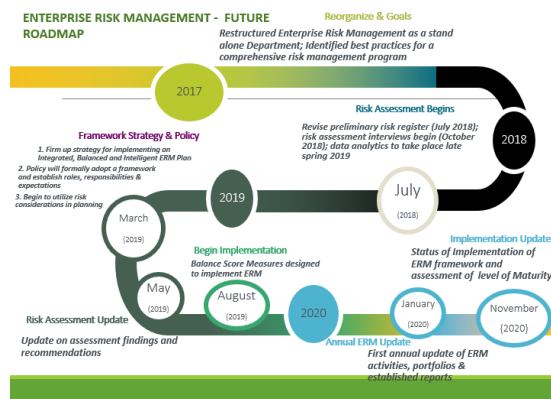 ENTERPRISE RISK MANAGEMENT - FUTURE
ROADMAP
Reorganize & Goals
Restructured Enterprise Risk Management as a stand
alone Department; Identified best practices for a
comprehensive risk management program
2017
Risk Assessment Begins
Revise preliminary risk register (July 2018);
risk assessment interviews begin (October
2018); data analytics to take place late
spring 2019
2018
Framework Strategy & Policy
1. Firm up strategy for implementing an
Integrated, Balanced and Intelligent ERM Plan
2. Policy will formally adopt a framework
and establish roles, responsibilities &
expectations
3. Begin to utilize risk
considerations in planning
2019
July
(2018)
March
(2019)
Implementation Update
Status of Implementation of
ERM framework and
assessment of level of Maturity
Begin Implementation
Balance Score Measures designed
to implement ERM
May
(2019)
August
(2019)
2020
January
(2020)
November
(2020)
Risk Assessment Update
Update on assessment findings and
recommendations
Annual ERM Update
First annual update of ERM
activities, portfolios &
established reports